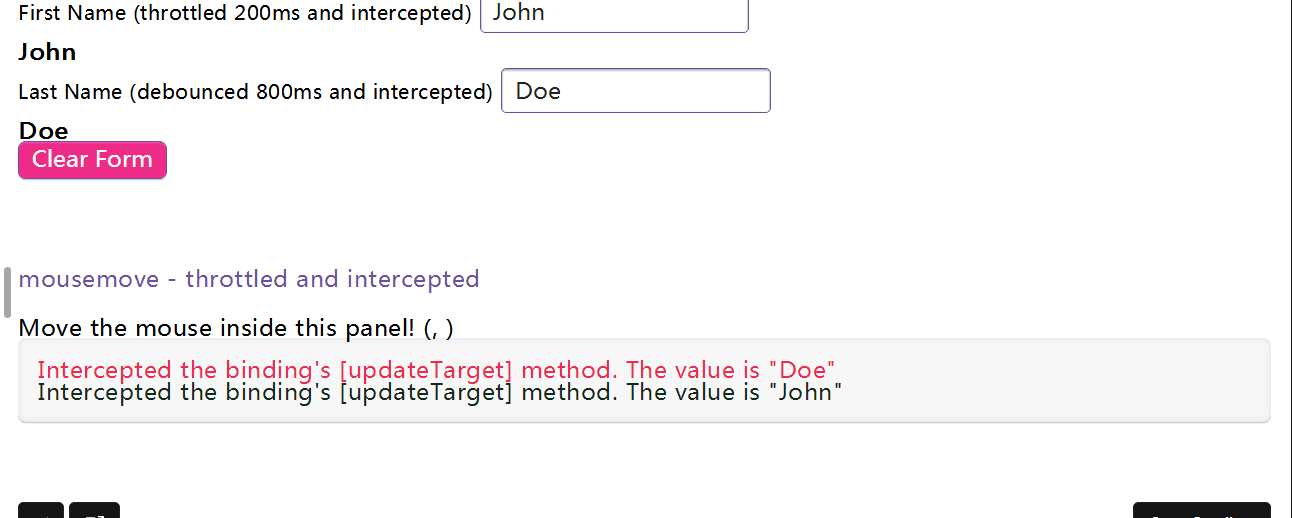 First Name (throttled 200ms and intercepted) John
John
Last Name (debounced 800ms and intercepted) Doe
Doe
Clear Form
mousemove - throttled and intercepted
Move the mouse inside this panel! (, )
Intercepted the binding's [updateTarget] method. The value is "Doe"
Intercepted the binding's [updateTarget] method. The value is "John"